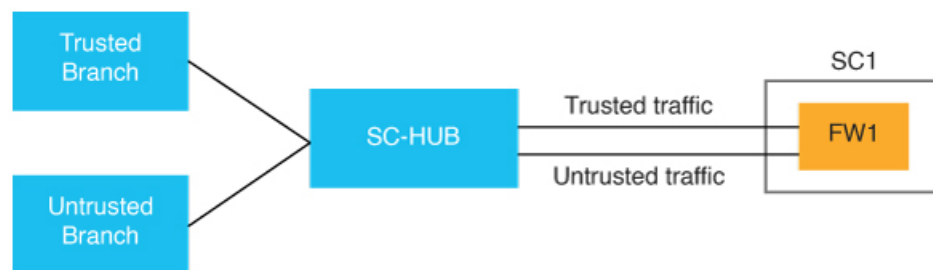 Trusted
Branch
SC1
Trusted traffic
SC-HUB
FW1
Untrusted traffic
Untrusted
Branch